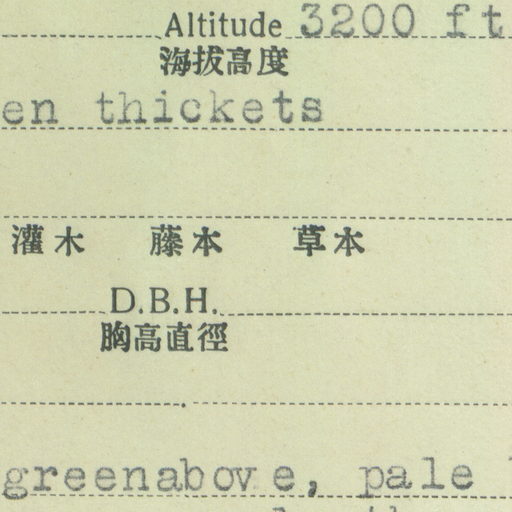 Altitude 3200 ft
海拔高度
en thickets
灌木 藤本 草本
D.B.H.
胸高直徑
greenabove, pale